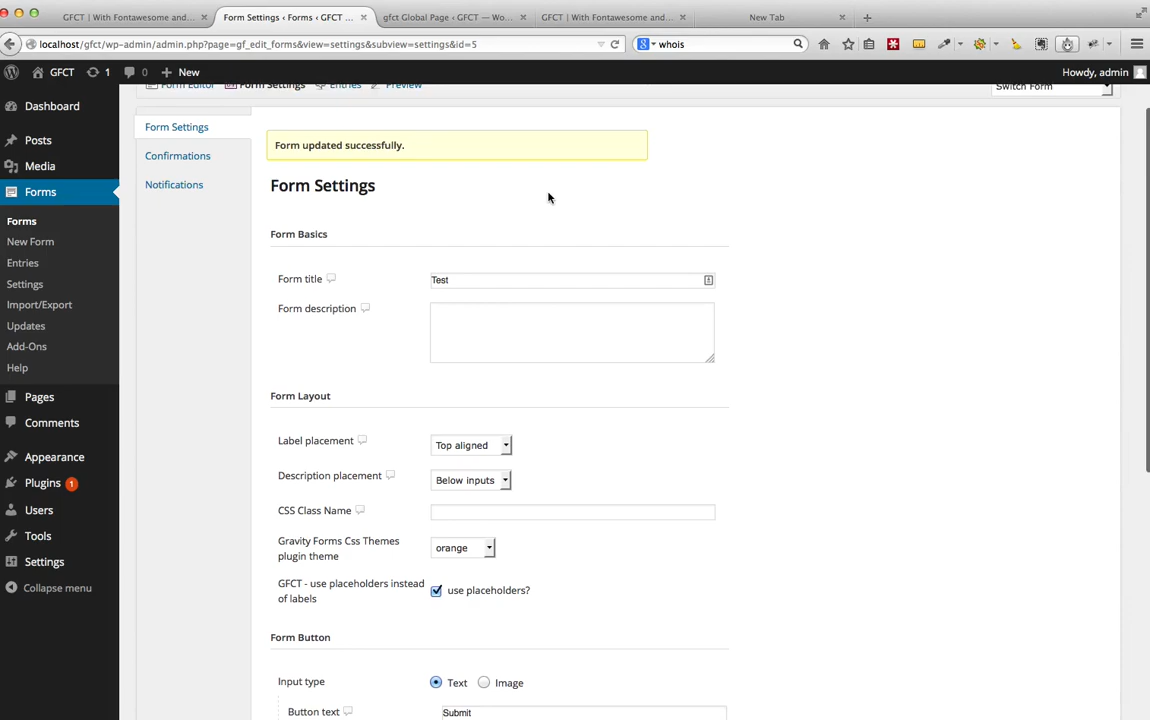 GFCT | With Fontawesome and...
Form Settings ‹ Forms ‹ GFCT ...
gfct Global Page ‹ GFCT — Wo...
GFCT | With Fontawesome and...
New Tab
localhost/gfct/wp-admin/admin.php?page=gf_edit_forms&view=settings&subview=settings&id=5
whois
GFCT
1
0
New
Howdy, admin
Form Editor
Form Settings
Entries
Preview
Switch Form
Dashboard
Posts
Media
Forms
Forms
New Form
Entries
Settings
Import/Export
Updates
Add-Ons
Help
Pages
Comments
Appearance
Plugins 1
Users
Tools
Settings
Collapse menu
Form Settings
Confirmations
Notifications
Form updated successfully.
Form Settings
Form Basics
Form title
Test
Form description
Form Layout
Label placement
Top aligned
Description placement
Below inputs
CSS Class Name
Gravity Forms Css Themes
plugin theme
orange
GFCT - use placeholders instead
of labels
use placeholders?
Form Button
Input type
Text
Image
Button text
Submit